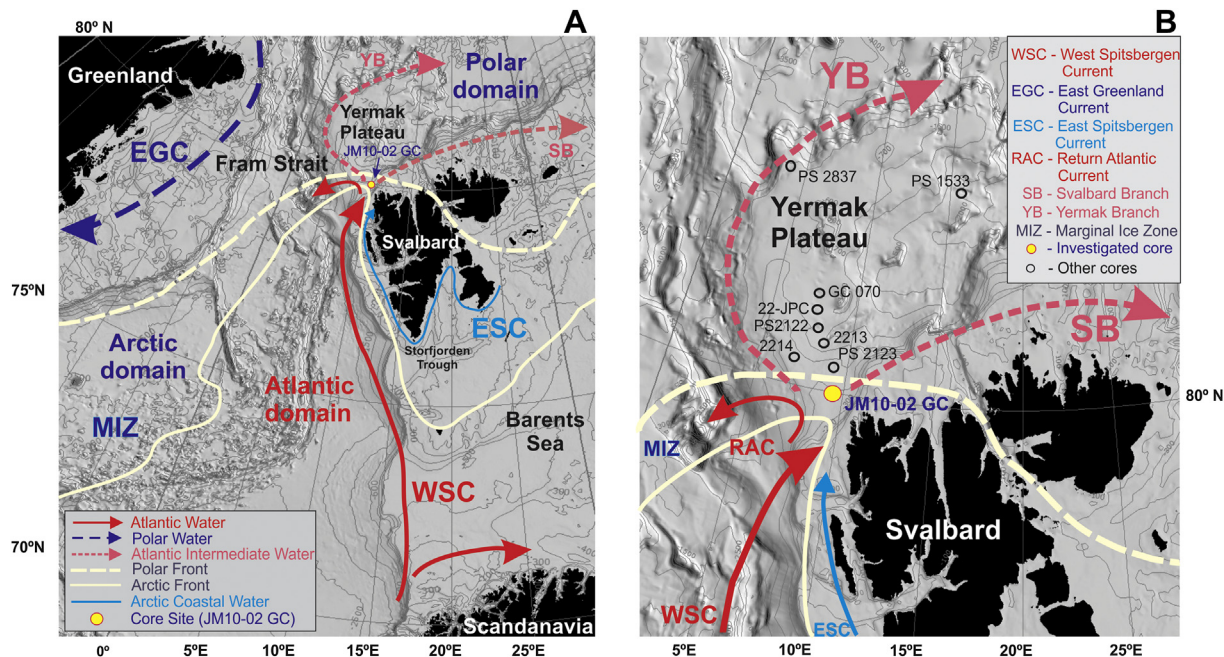 80º N
A
Greenland
YB
Polar
domain
Yermak
Plateau
JM10-02 GC
SB
EGC
Fram Strait
Svalbard
75ºN
ESC
Storfjorden
Trough
Arctic
domain
Atlantic
domain
MIZ
Barents
Sea
WSC
70ºN
Atlantic Water
Polar Water
Atlantic Intermediate Water
Polar Front
Arctic Front
Arctic Coastal Water
Core Site (JM10-02 GC)
Scandanavia
0º
5ºE
10ºE
15ºE
20ºE
25ºE
B
WSC - West Spitsbergen
Current
EGC - East Greenland
Current
ESC - East Spitsbergen
Current
RAC - Return Atlantic
Current
SB - Svalbard Branch
YB - Yermak Branch
MIZ - Marginal Ice Zone
- Investigated core
- Other cores
YB
PS 2837
PS 1533
Yermak
Plateau
GC 070
22-JPC
PS2122
2213
2214
PS 2123
SB
JM10-02 GC
80º N
MIZ
RAC
Svalbard
WSC
ESC
5ºE
10ºE
15ºE
20ºE
25ºE